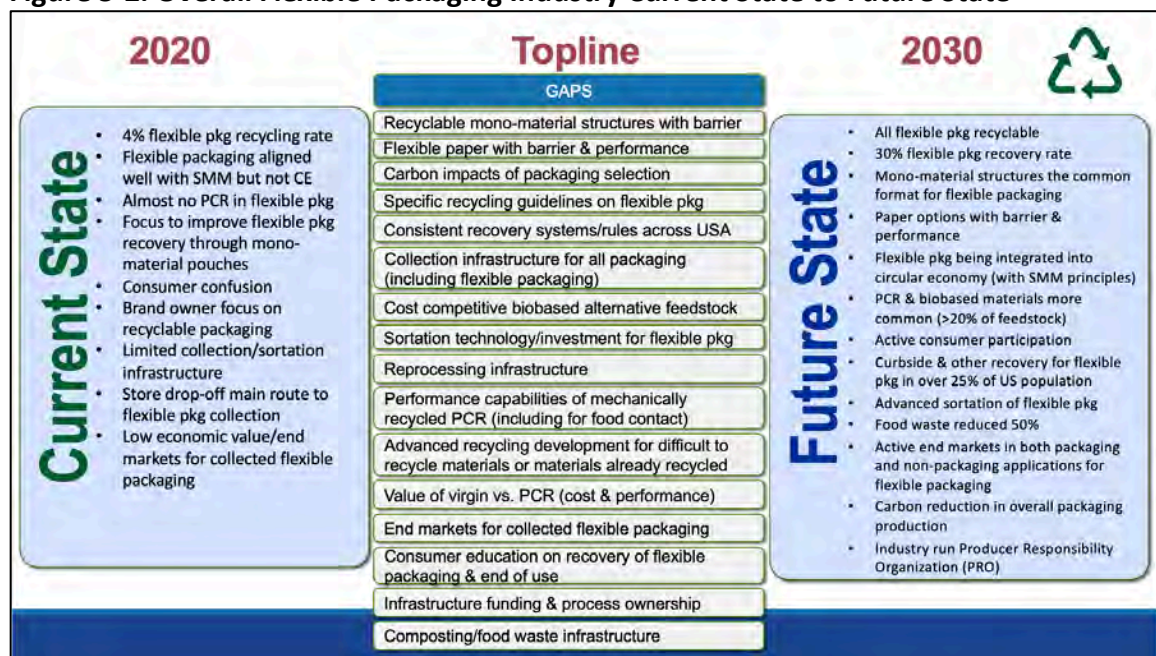 2020
Current State
• 4% flexible pkg recycling rate
• Flexible packaging aligned
well with SMM but not CE
• Almost no PCR in flexible pkg
• Focus to improve flexible pkg
recovery through mono-
material pouches
• Consumer confusion
• Brand owner focus on
recyclable packaging
• Limited collection/sortation
infrastructure
• Store drop-off main route to
flexible pkg collection
• Low economic value/end
markets for collected flexible
packaging
Topline
GAPS
Recyclable mono-material structures with barrier
Flexible paper with barrier & performance
Carbon impacts of packaging selection
Specific recycling guidelines on flexible pkg
Consistent recovery systems/rules across USA
Collection infrastructure for all packaging
(including flexible packaging)
Cost competitive biobased alternative feedstock
Sortation technology/investment for flexible pkg
Reprocessing infrastructure
Performance capabilities of mechanically
recycled PCR (including for food contact)
Advanced recycling development for difficult to
recycle materials or materials already recycled
Value of virgin vs. PCR (cost & performance)
End markets for collected flexible packaging
Consumer education on recovery of flexible
packaging & end of use
Infrastructure funding & process ownership
Composting/food waste infrastructure
2030
Future State
• All flexible pkg recyclable
• 30% flexible pkg recovery rate
• Mono-material structures the common
format for flexible packaging
• Paper options with barrier &
performance
• Flexible pkg being integrated into
circular economy (with SMM principles)
• PCR & biobased materials more
common (>20% of feedstock)
• Active consumer participation
• Curbside & other recovery for flexible
pkg in over 25% of US population
• Advanced sortation of flexible pkg
• Food waste reduced 50%
• Active end markets in both packaging
and non-packaging applications for
flexible packaging
• Carbon reduction in overall packaging
production
• Industry run Producer Responsibility
Organization (PRO)